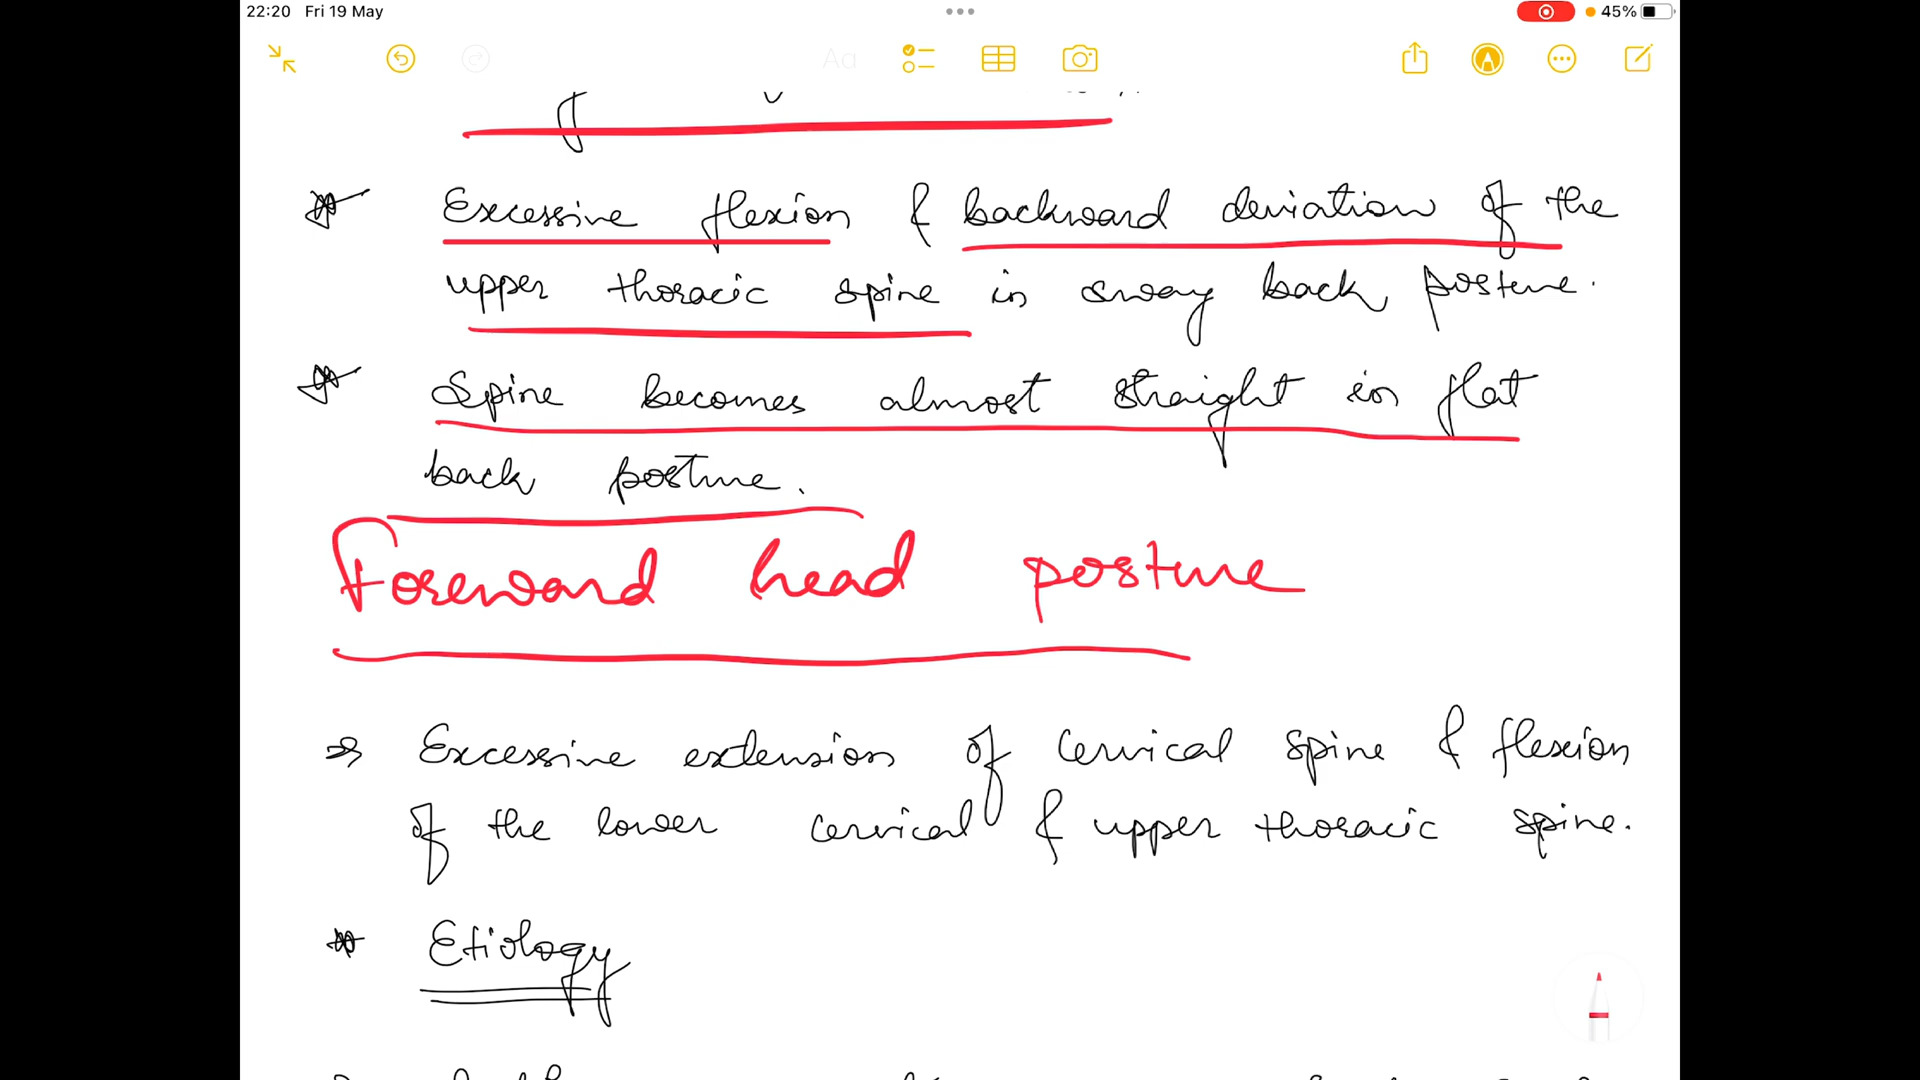 22:20 Fri 19 May 45%
Aa
Excessive flexion & backward deviation of the
upper thoracic spine in sway back posture.
Spine becomes almost straight in flat
back posture.
Foreward head posture
⇒ Excessive extension of cervical spine & flexion
of the lower cervical & upper thoracic spine.
* Etiology